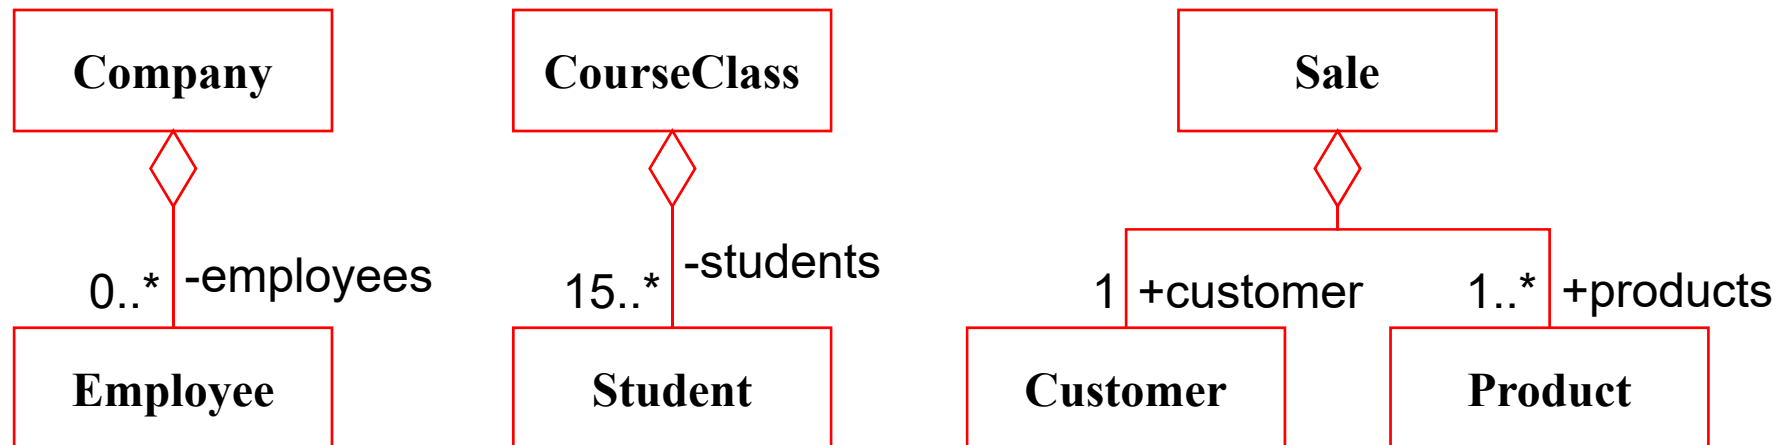 Company
CourseClass
Sale
0..*
-employees
15..*
-students
1
+customer
1..*
+products
Employee
Student
Customer
Product